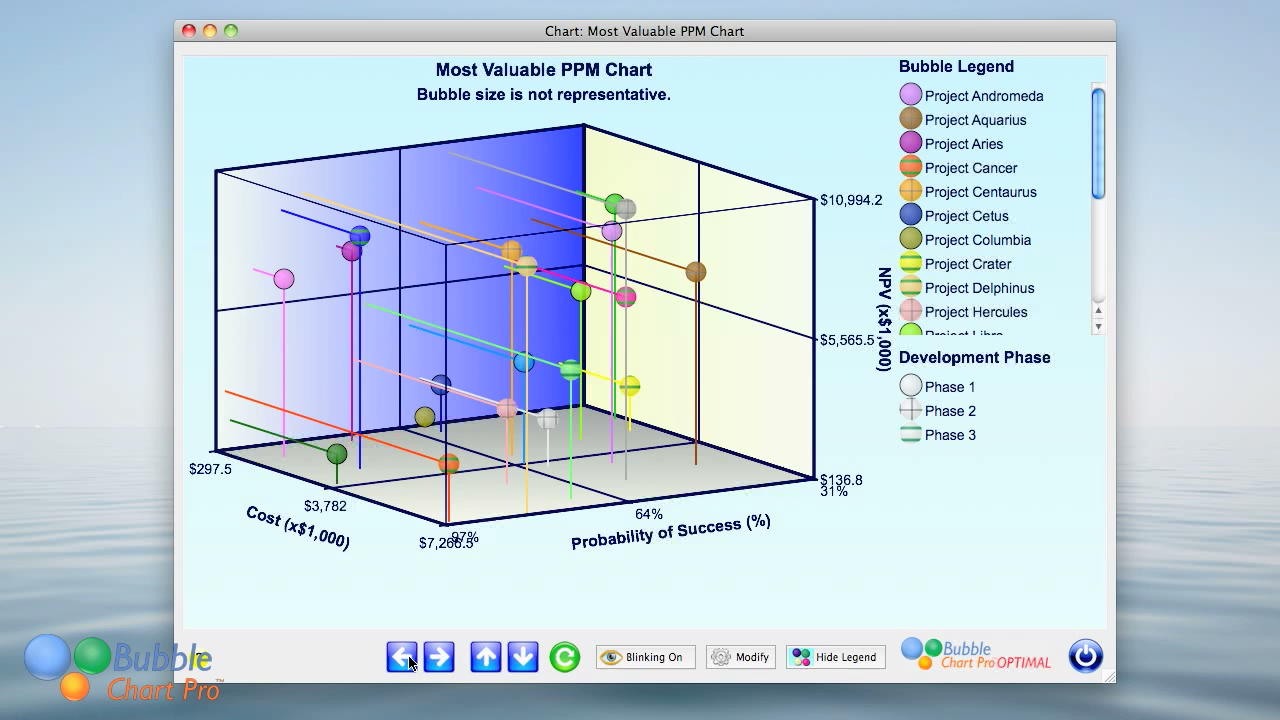 Chart: Most Valuable PPM Chart
Most Valuable PPM Chart
Bubble size is not representative.
Bubble Legend
Project Andromeda
Project Aquarius
Project Aries
Project Cancer
Project Centaurus
Project Cetus
Project Columbia
Project Crater
Project Delphinus
Project Hercules
Project Libra
Development Phase
Phase 1
Phase 2
Phase 3
$10,994.2
$5,565.5
$136.8
31%
NPV (x$1,000)
$297.5
$3,782
$7,266.5
97%
64%
Cost (x$1,000)
Probability of Success (%)
Blinking On
Modify
Hide Legend
Bubble
Chart Pro OPTIMAL
Bubble
Chart Pro™